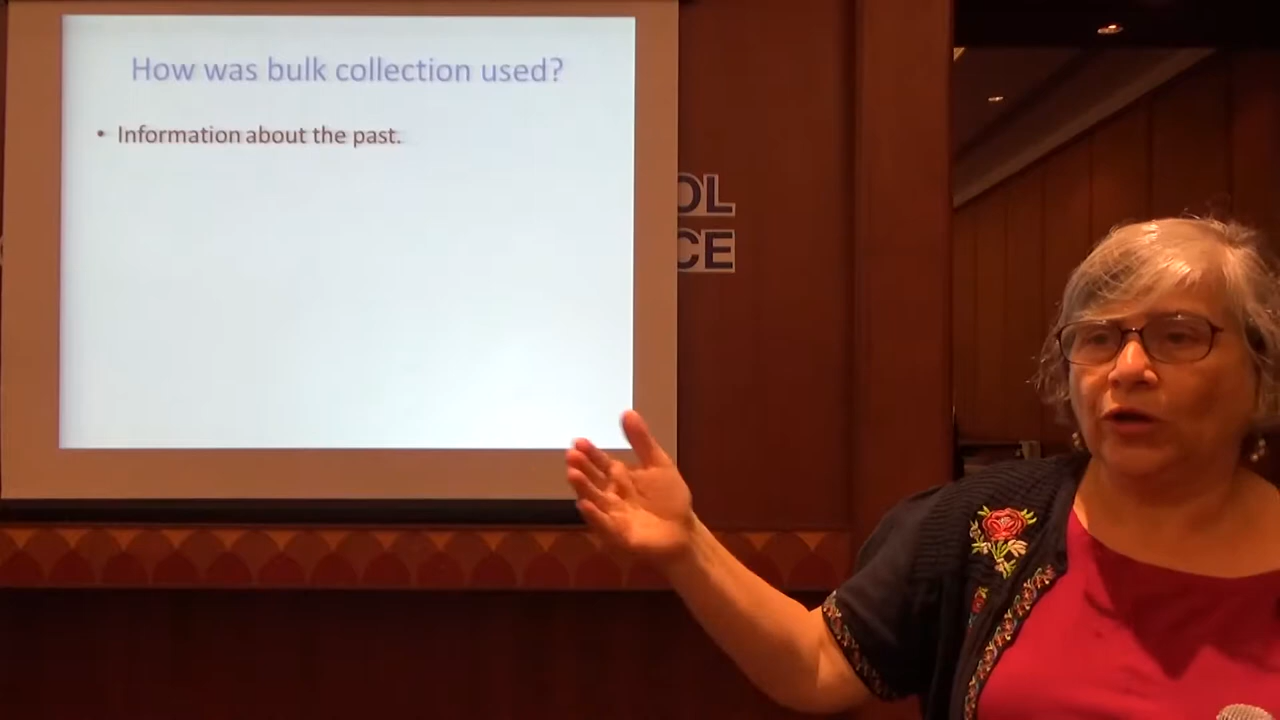 How was bulk collection used?
• Information about the past.
OL
CE